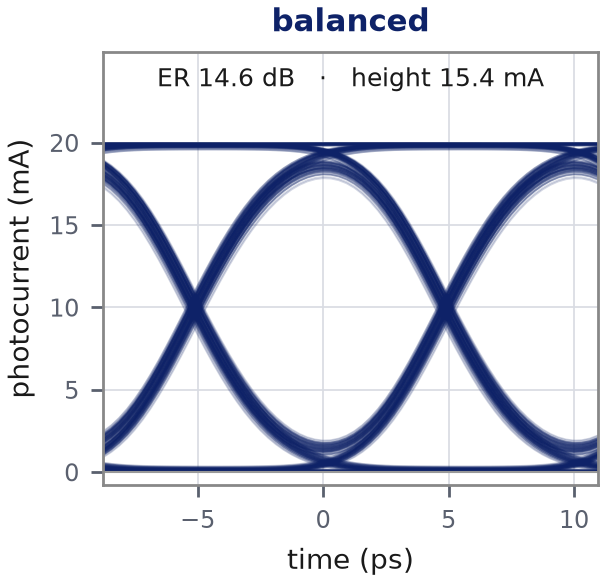 balanced
ER 14.6 dB · height 15.4 mA
photocurrent (mA)
20
15
10
5
0
−5
0
5
10
time (ps)